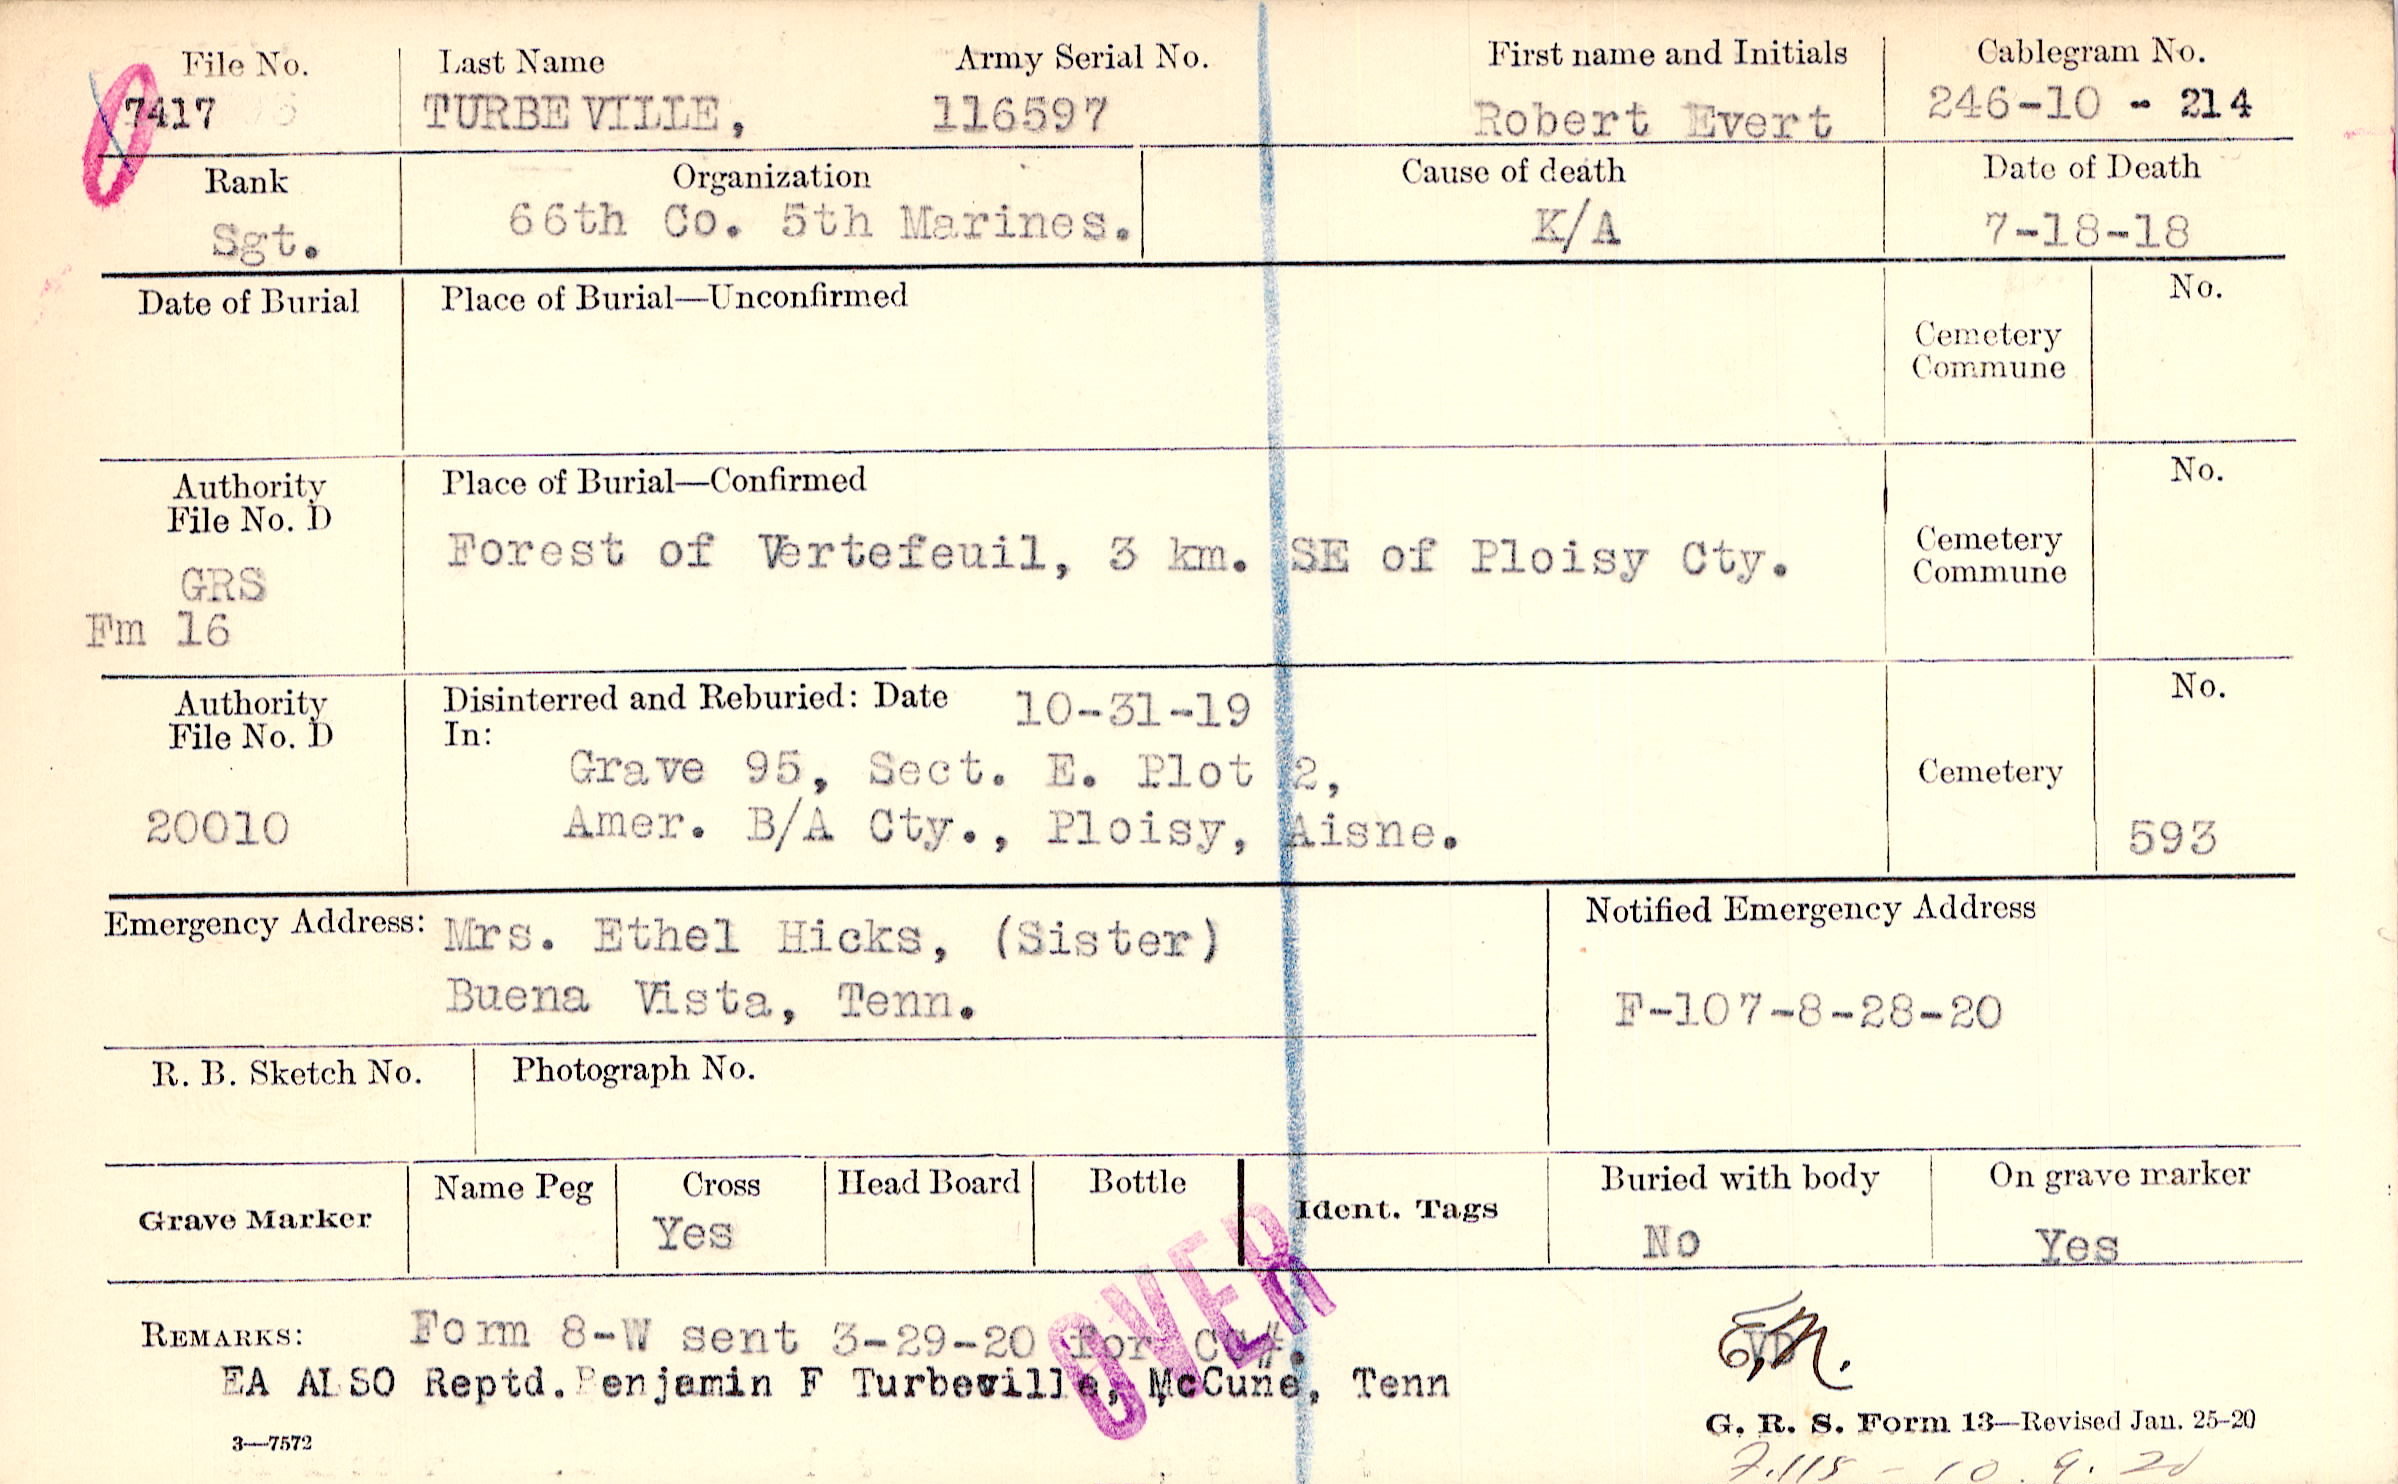 File No. Last Name Army Serial No. First name and Initials Cablegram No.
7417 TURBEVILLE, 116597 Robert Evert 246-10 - 214
Rank Organization Cause of death Date of Death
Sgt. 66th Co. 5th Marines. K/A 7-18-18
Date of Burial Place of Burial—Unconfirmed No.
Cemetery
Commune
Authority Place of Burial—Confirmed No.
File No. D
Forest of Vertefeuil, 3 km. SE of Ploisy Cty. Cemetery
Commune
GRS
Fm 16
Authority Disinterred and Reburied: Date 10-31-19 No.
File No. D In:
Grave 95, Sect. E. Plot 2, Cemetery
20010 Amer. B/A Cty., Ploisy, Aisne. 593
Emergency Address: Mrs. Ethel Hicks, (Sister) Notified Emergency Address
Buena Vista, Tenn. F-107-8-28-20
R. B. Sketch No. Photograph No.
Grave Marker Name Peg Cross Head Board Bottle Ident. Tags Buried with body On grave marker
Yes No Yes
OVER
REMARKS: Form 8-W sent 3-29-20 for CC#.
EA ALSO Reptd. Benjamin F Turbeville, McCune, Tenn
3—7572
G. R. S. Form 13—Revised Jan. 25-20